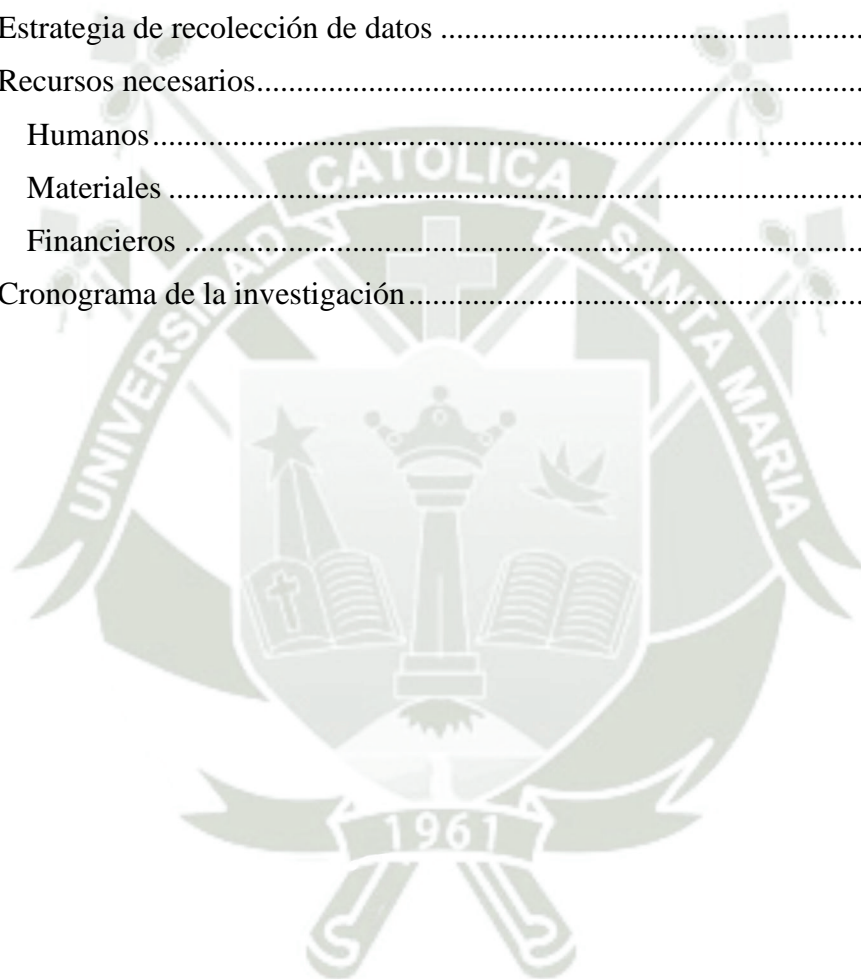 Estrategia de recolección de datos ..........................................................
Recursos necesarios..................................................................................
Humanos...................................................................................................
Materiales .................................................................................................
Financieros ...............................................................................................
Cronograma de la investigación...............................................................
CATOLICA
UNIVERSIDAD
SANTA MARIA
1961